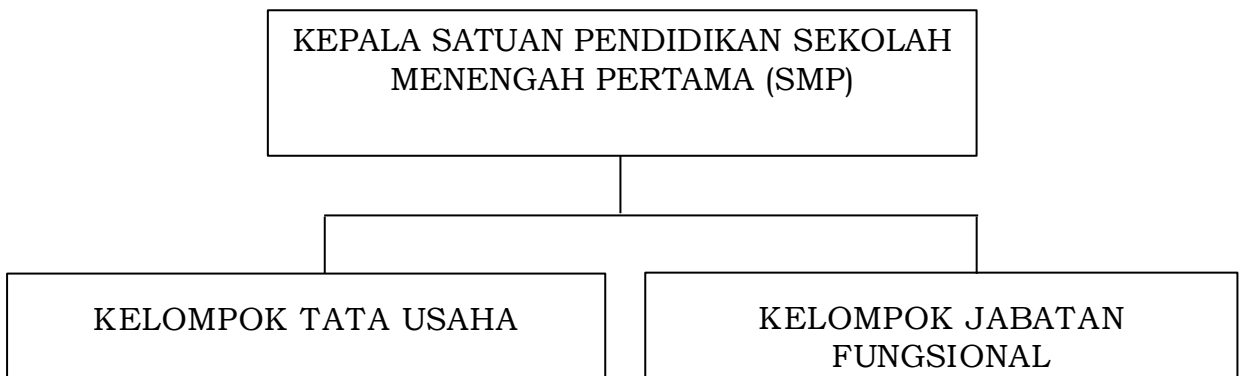 KEPALA SATUAN PENDIDIKAN SEKOLAH
MENENGAH PERTAMA (SMP)
KELOMPOK TATA USAHA
KELOMPOK JABATAN
FUNGSIONAL